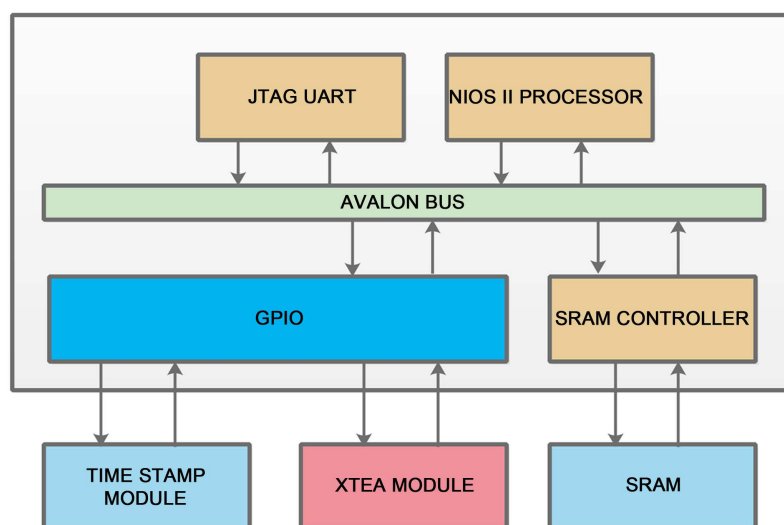 JTAG UART
NIOS II PROCESSOR
AVALON BUS
GPIO
SRAM CONTROLLER
TIME STAMP
MODULE
XTEA MODULE
SRAM